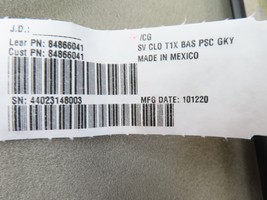 J.D.:
/CG
Lear PN: 84866041
SV CLO T1X BAS PSC GKY
Cust PN: 84866041
MADE IN MEXICO
SN: 44023148003
MFG DATE: 101220